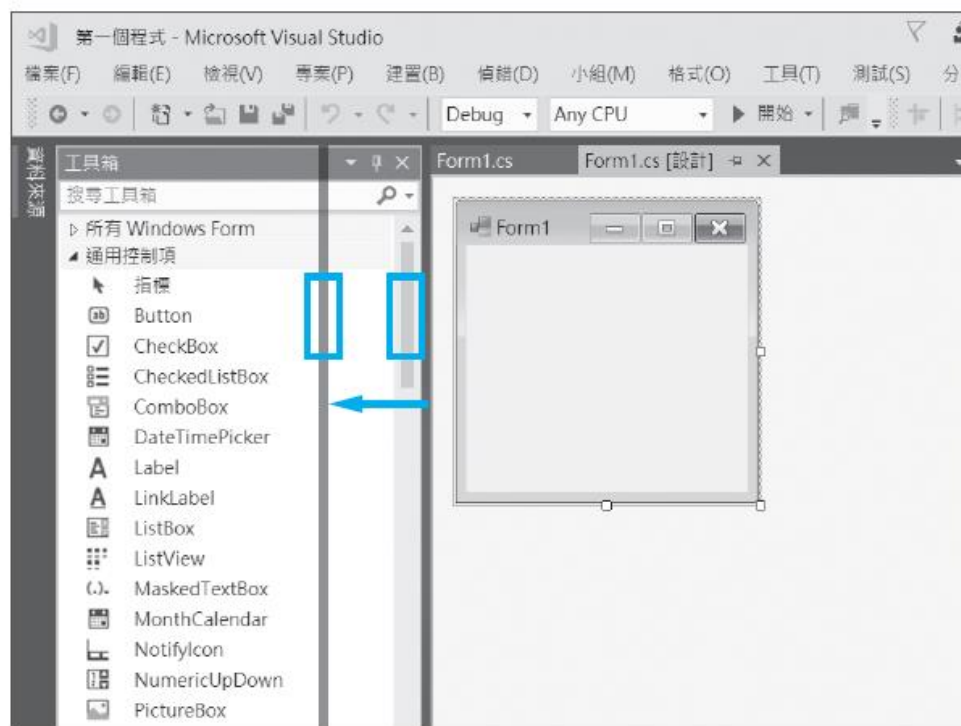 第一個程式 - Microsoft Visual Studio
檔案(F) 編輯(E) 檢視(V) 專案(P) 建置(B) 偵錯(D) 小組(M) 格式(O) 工具(T) 測試(S) 分
Debug Any CPU 開始
資料來源
工具箱
Form1.cs Form1.cs [設計]
搜尋工具箱
所有 Windows Form
通用控制項
Form1
指標
Button
CheckBox
CheckedListBox
ComboBox
DateTimePicker
Label
LinkLabel
ListBox
ListView
MaskedTextBox
MonthCalendar
NotifyIcon
NumericUpDown
PictureBox